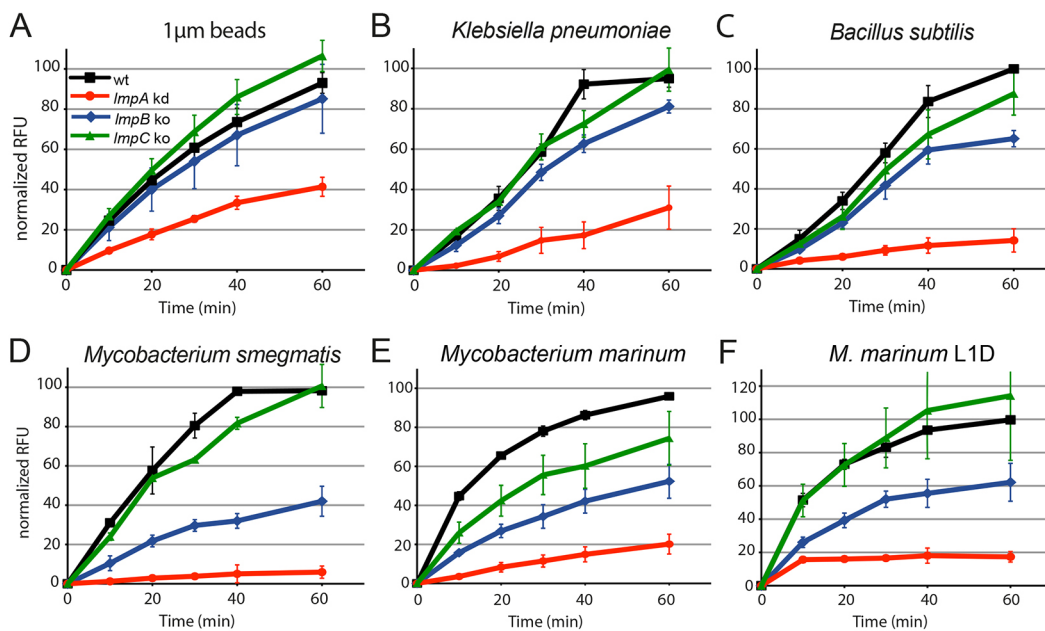 A
1µm beads
B
Klebsiella pneumoniae
C
Bacillus subtilis
normalized RFU
100
80
60
40
20
0
wt
lmpA kd
lmpB ko
lmpC ko
0
20
40
60
Time (min)
100
80
60
40
20
0
0
20
40
60
Time (min)
100
80
60
40
20
0
0
20
40
60
Time (min)
D
Mycobacterium smegmatis
E
Mycobacterium marinum
F
M. marinum L1D
normalized RFU
100
80
60
40
20
0
0
20
40
60
Time (min)
100
80
60
40
20
0
0
20
40
60
Time (min)
120
100
80
60
40
20
0
0
20
40
60
Time (min)